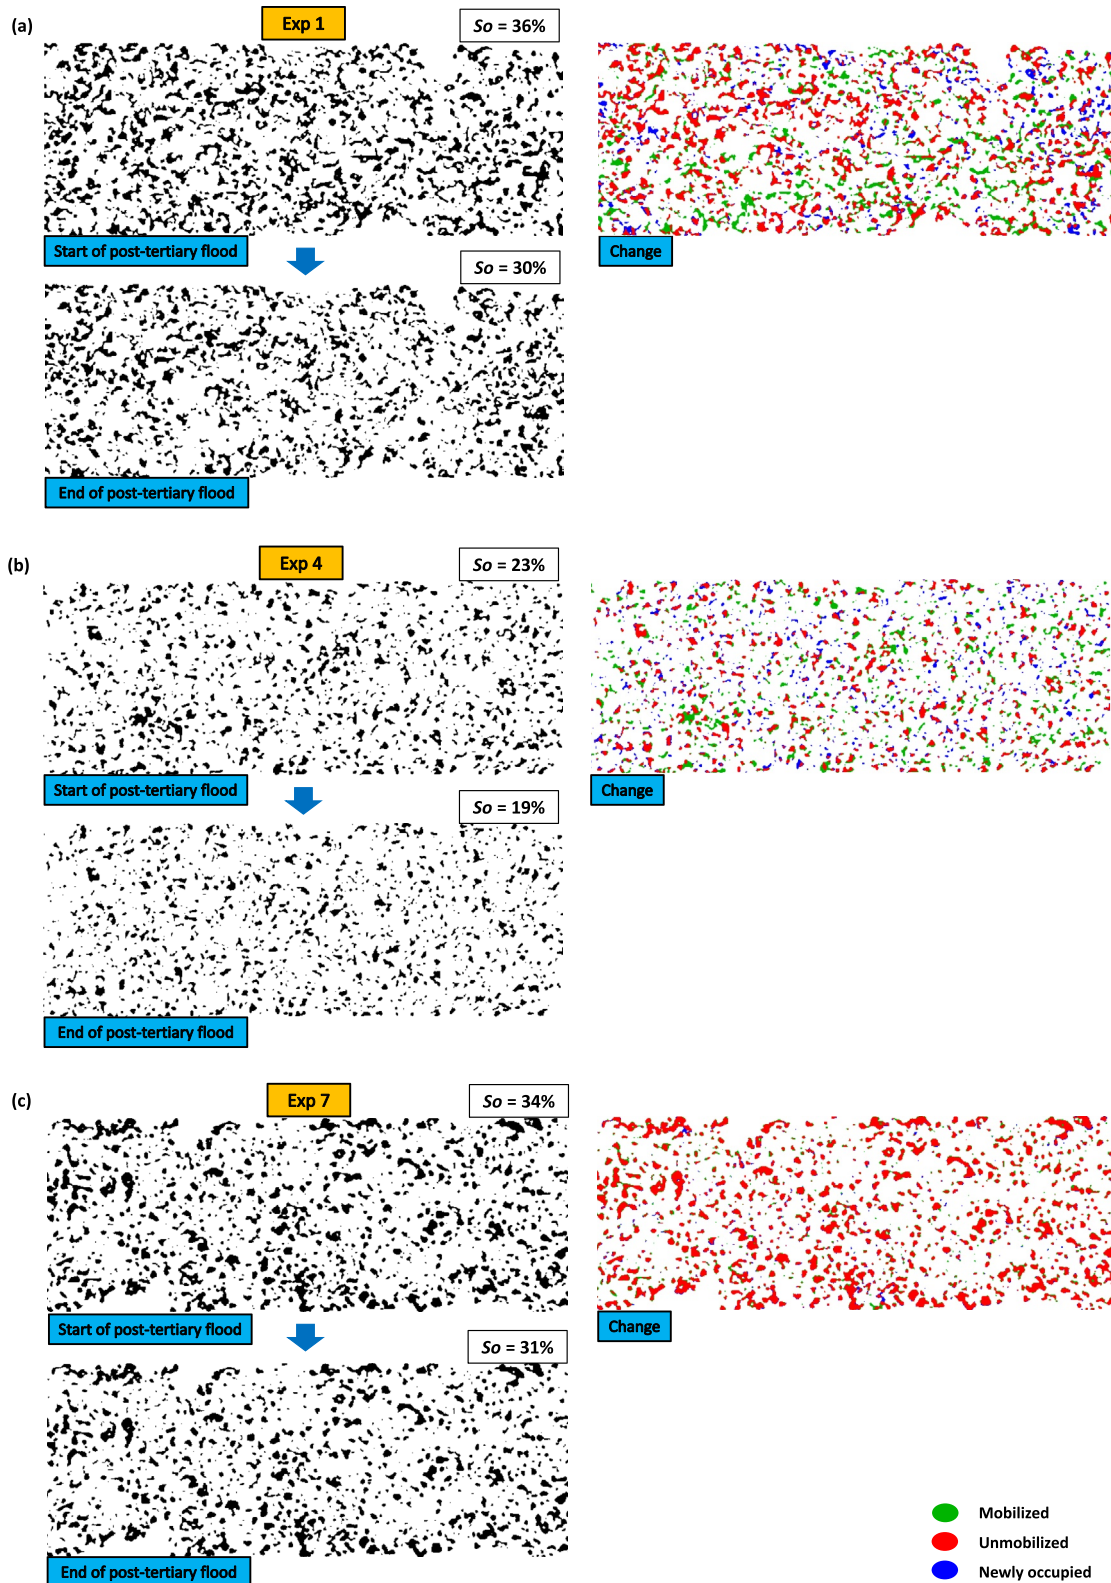 (a)
Exp 1
So = 36%
Start of post-tertiary flood
Change
So = 30%
End of post-tertiary flood
(b)
Exp 4
So = 23%
Start of post-tertiary flood
Change
So = 19%
End of post-tertiary flood
(c)
Exp 7
So = 34%
Start of post-tertiary flood
Change
So = 31%
End of post-tertiary flood
Mobilized
Unmobilized
Newly occupied